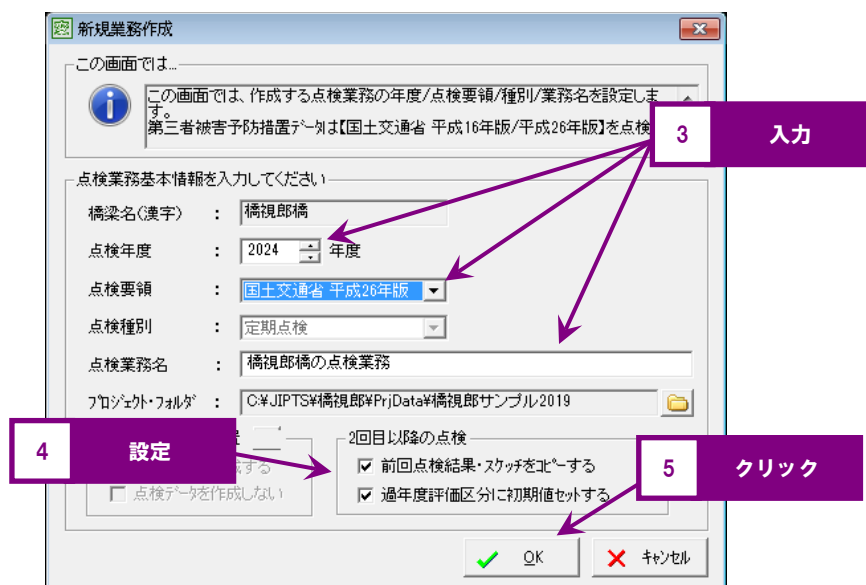 新規業務作成
この画面では...
この画面では、作成する点検業務の年度/点検要領/種別/業務名を設定しま
す。
第三者被害予防措置ﾃﾞｰﾀは【国土交通省 平成16年版/平成26年版】を点検
3 入力
点検業務基本情報を入力してください
橋梁名(漢字) : 橋視郎橋
点検年度 : 2024 年度
点検要領 : 国土交通省 平成26年版
点検種別 : 定期点検
点検業務名 : 橋視郎橋の点検業務
ﾌﾟﾛｼﾞｪｸﾄ・ﾌｫﾙﾀﾞ : C:¥JIPTS¥橋視郎¥PrjData¥橋視郎サンプル2019
4 設定
する
点検ﾃﾞｰﾀを作成しない
2回目以降の点検
前回点検結果・ｽｹｯﾁをｺﾋﾟｰする
過年度評価区分に初期値ｾｯﾄする
5 クリック
OK
ｷｬﾝｾﾙ